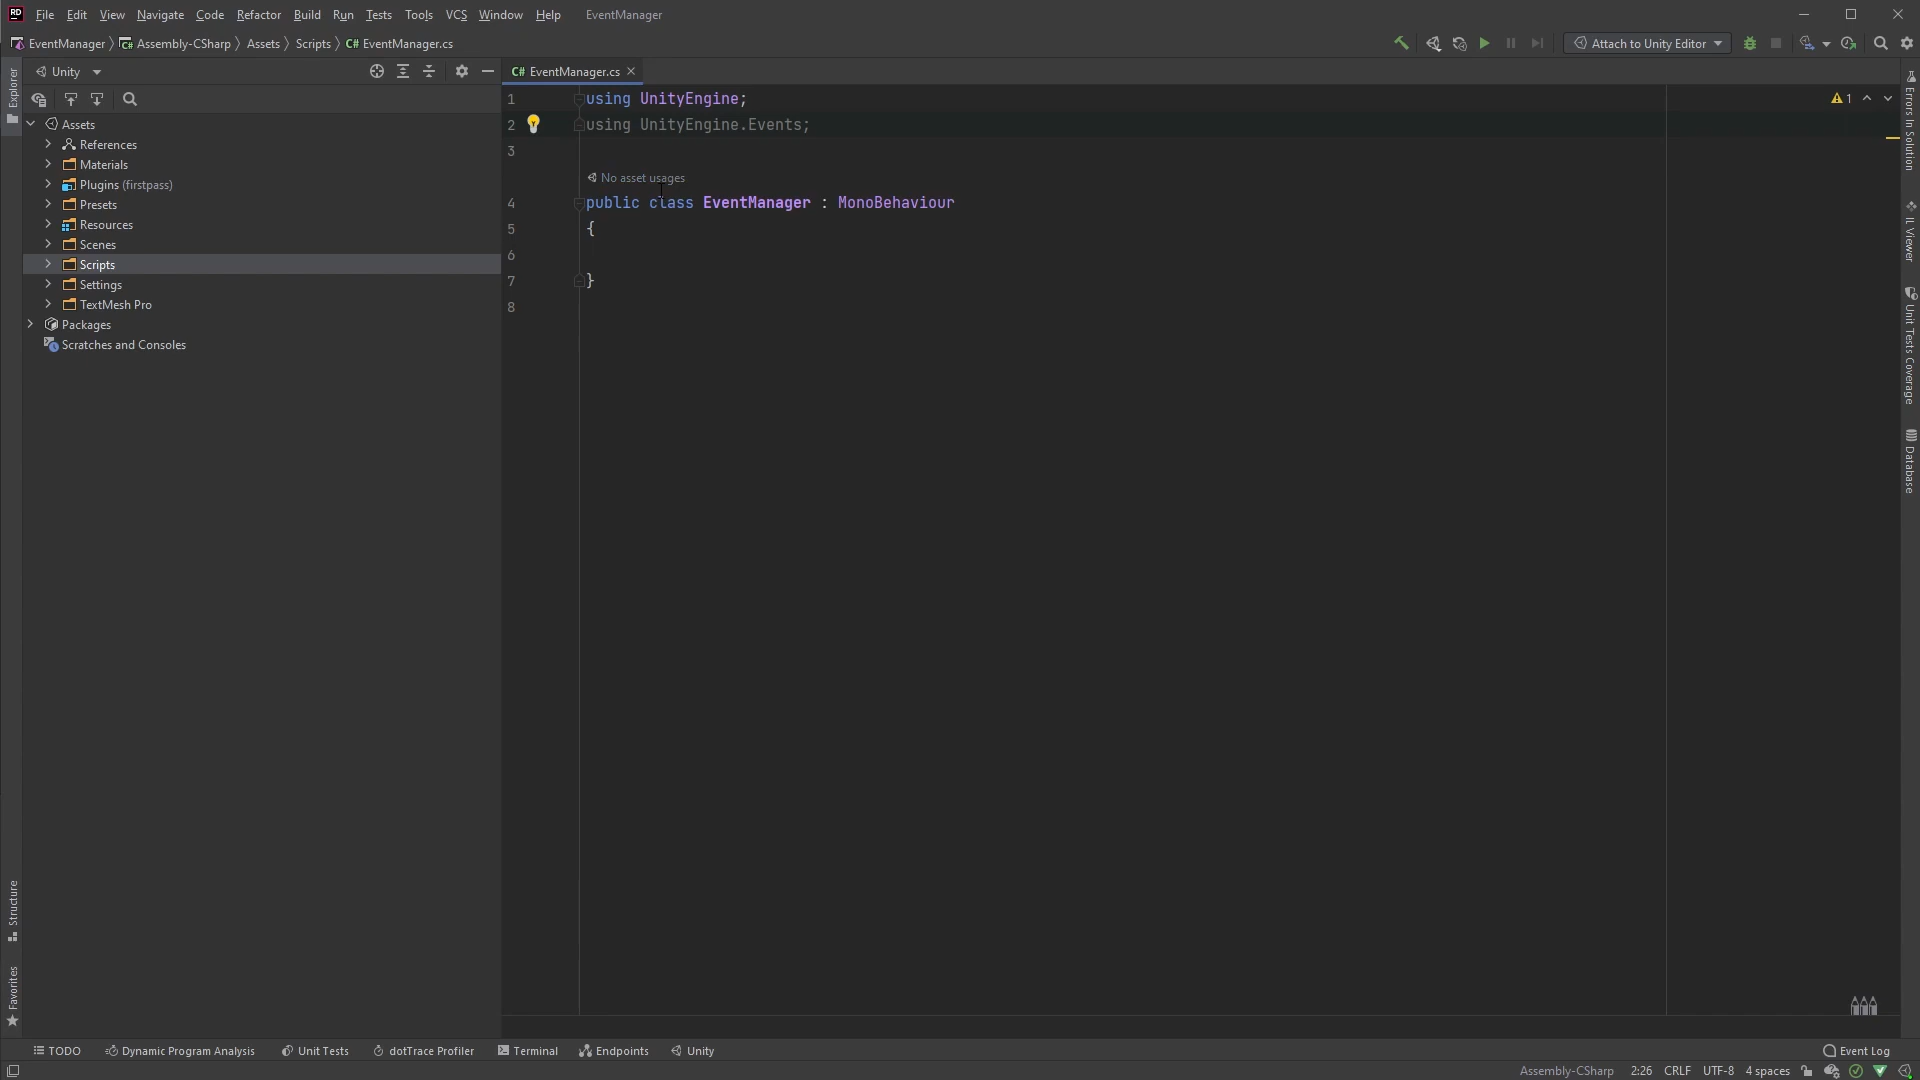 File Edit View Navigate Code Refactor Build Run Tests Tools VCS Window Help EventManager
EventManager Assembly-CSharp Assets Scripts C# EventManager.cs
Attach to Unity Editor
Unity
C# EventManager.cs
Explorer
Assets
References
Materials
Plugins (firstpass)
Presets
Resources
Scenes
Scripts
Settings
TextMesh Pro
Packages
Scratches and Consoles
Structure
Favorites
1 using UnityEngine;
2 using UnityEngine.Events;
3
No asset usages
4 public class EventManager : MonoBehaviour
5 {
6
7 }
8
1
Errors In Solution
IL Viewer
Unit Tests Coverage
Database
TODO Dynamic Program Analysis Unit Tests dotTrace Profiler Terminal Endpoints Unity Event Log
Assembly-CSharp 2:26 CRLF UTF-8 4 spaces